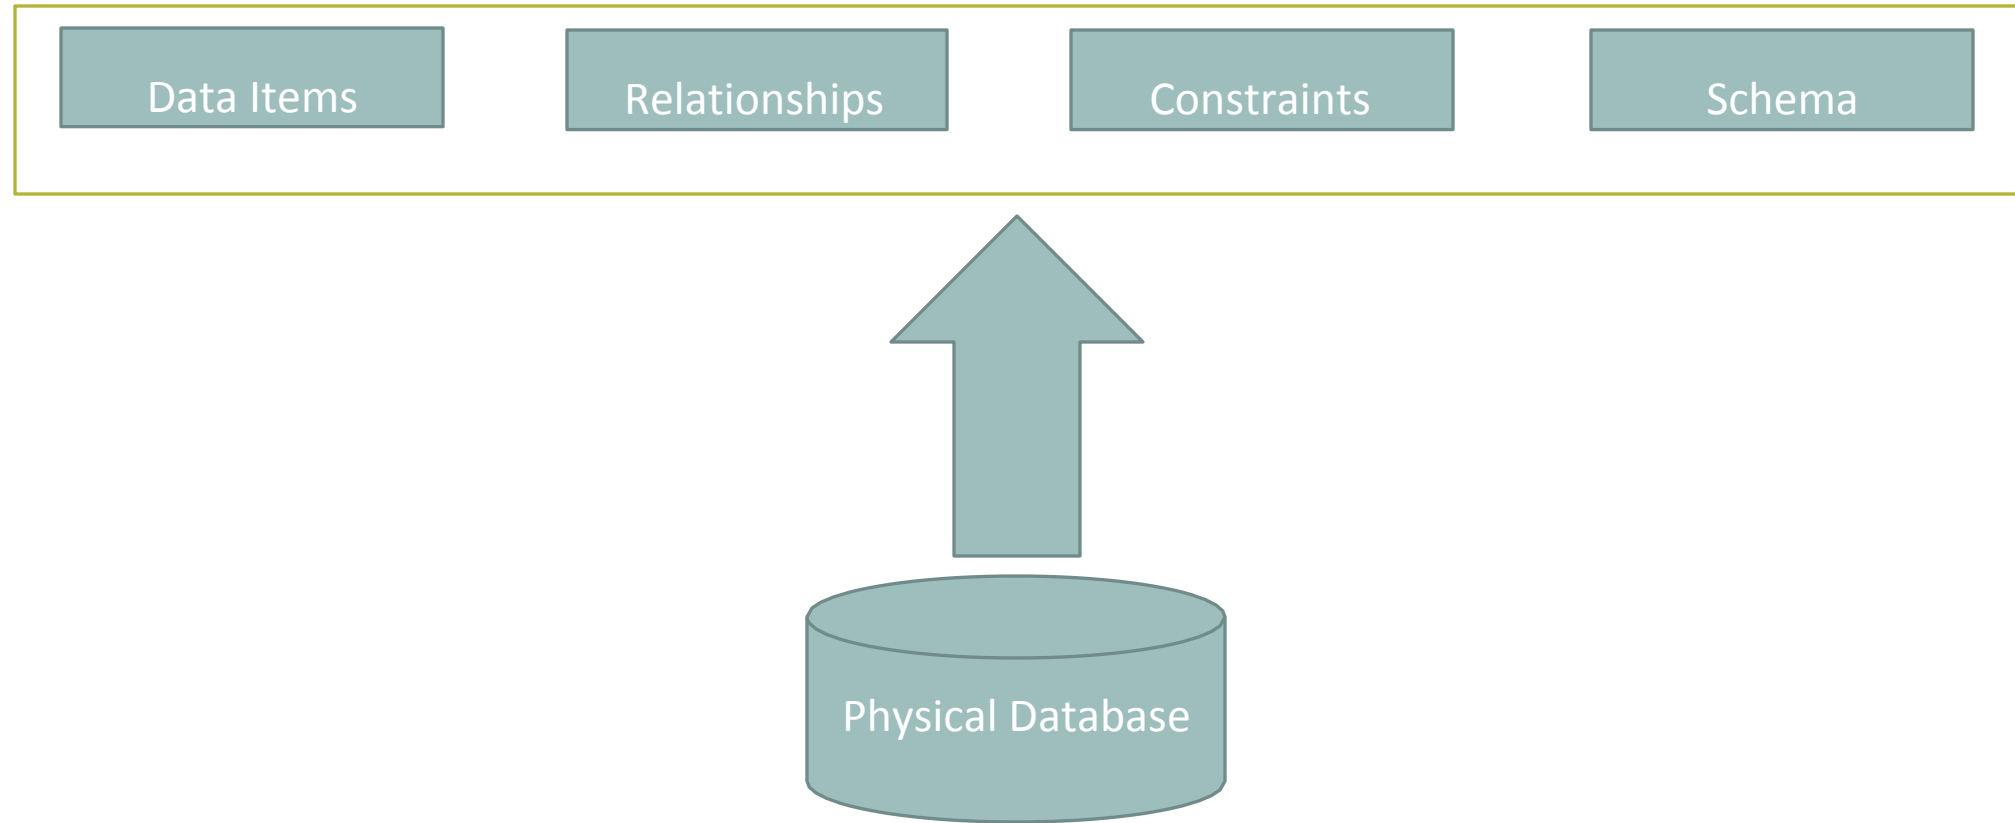 Data Items
Relationships
Constraints
Schema
Physical Database